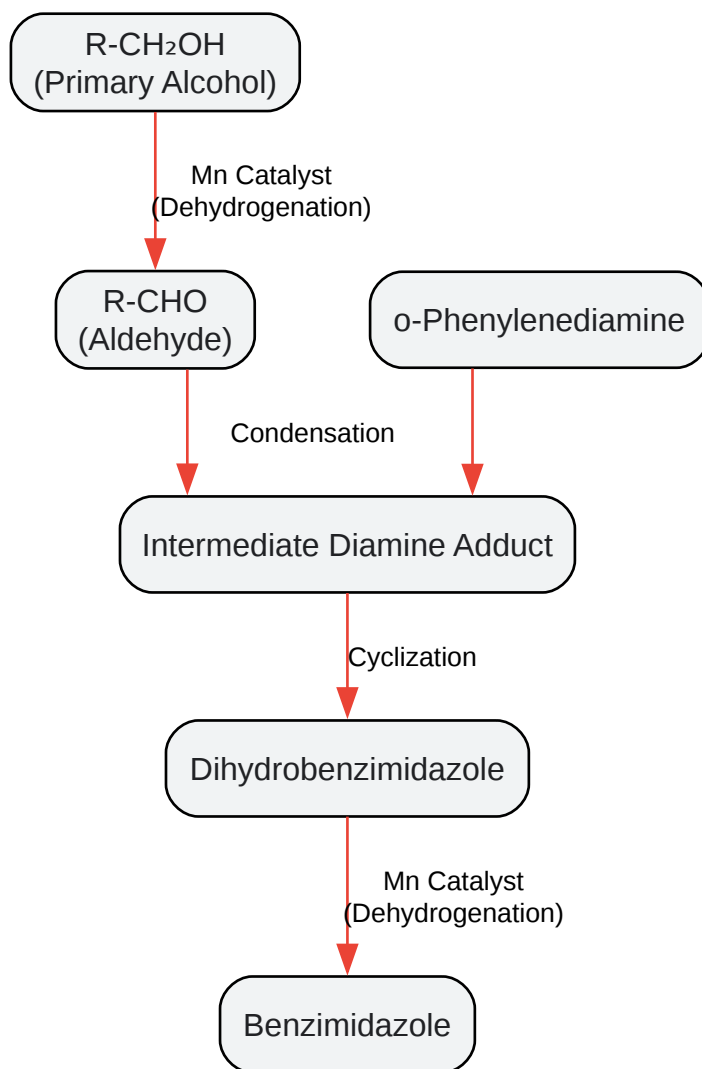 R-CH₂OH
(Primary Alcohol)
Mn Catalyst
(Dehydrogenation)
R-CHO
(Aldehyde)
o-Phenylenediamine
Condensation
Intermediate Diamine Adduct
Cyclization
Dihydrobenzimidazole
Mn Catalyst
(Dehydrogenation)
Benzimidazole